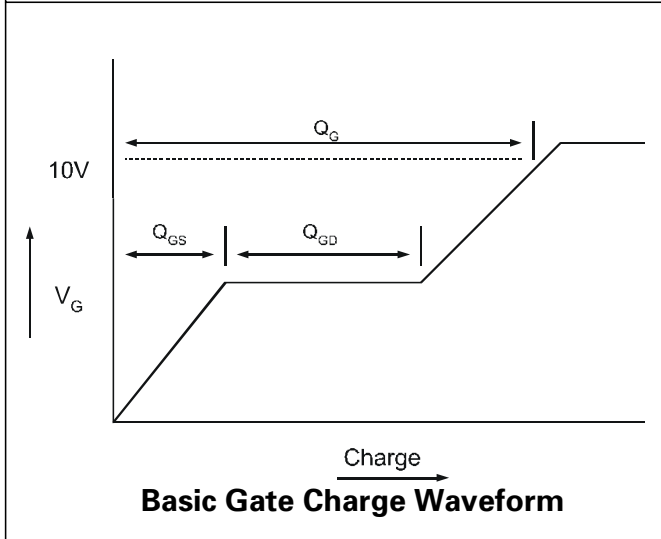 Q_G
10V
Q_GS Q_GD
V_G
Charge
Basic Gate Charge Waveform